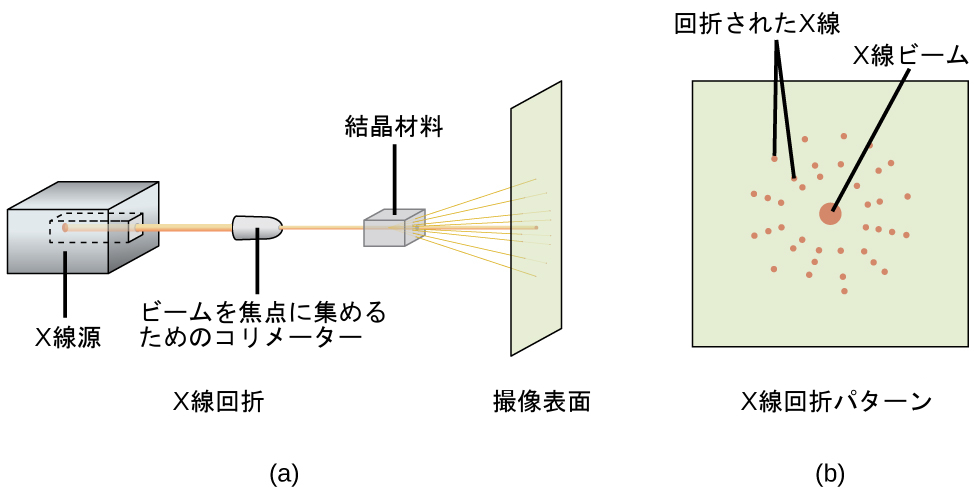 結晶材料
X線源
ビームを焦点に集める
ためのコリメーター
X線回折
撮像表面
(a)
回折されたX線
X線ビーム
X線回折パターン
(b)